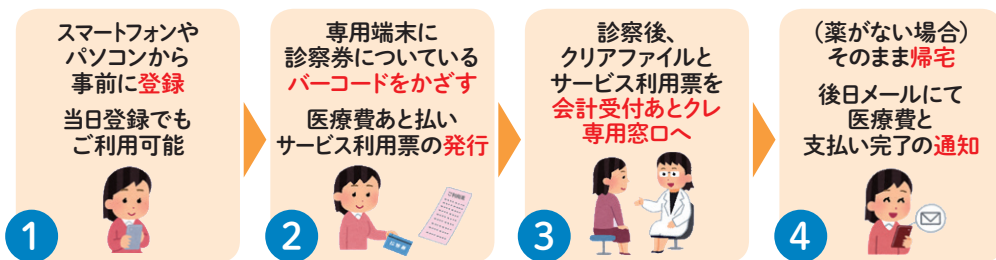 スマートフォンや
パソコンから
事前に登録
当日登録でも
ご利用可能
1
専用端末に
診察券についている
バーコードをかざす
医療費あと払い
サービス利用票の発行
2
診察後、
クリアファイルと
サービス利用票を
会計受付あとクレ
専用窓口へ
3
（薬がない場合）
そのまま帰宅
後日メールにて
医療費と
支払い完了の通知
4